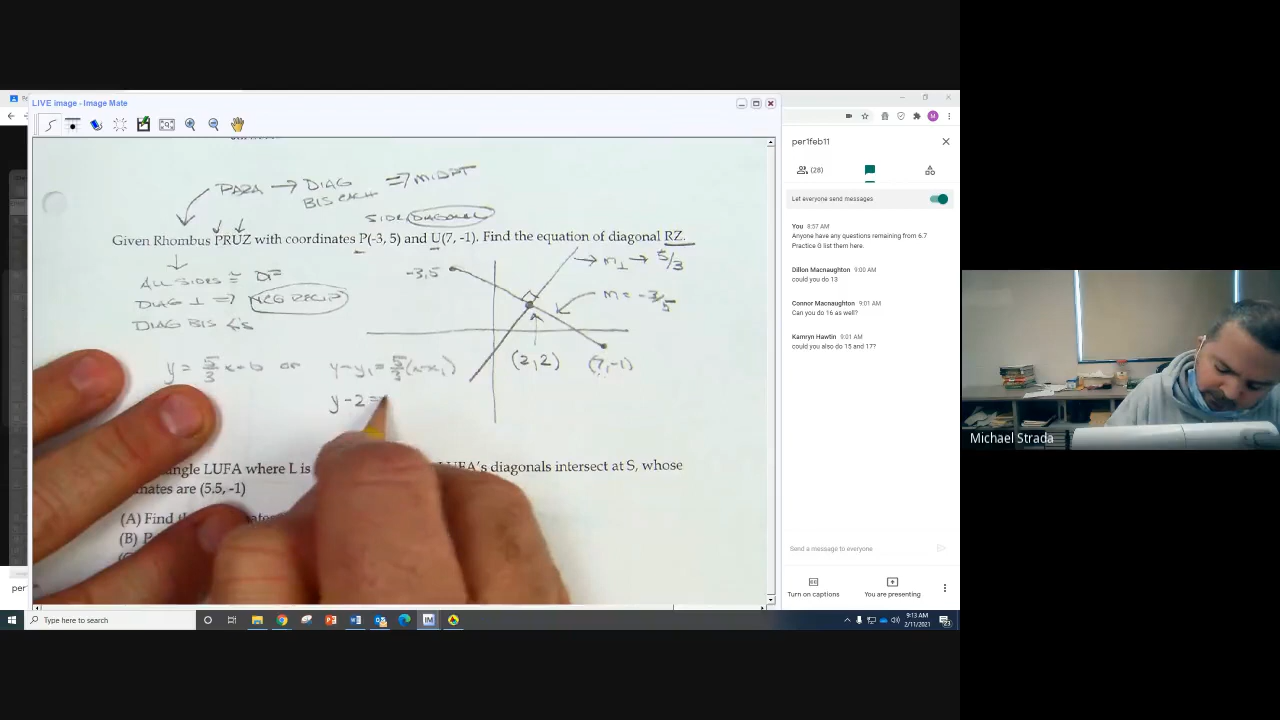 LIVE image - Image Mate
PARA → DIAG BIS EACH ⇒ MIDPT
SIDE DIAGONAL
Given Rhombus PRUZ with coordinates P(-3, 5) and U(7, -1). Find the equation of diagonal RZ.
ALL SIDES ≅ DF
DIAG ⊥ ⇒ NEG RECIP
DIAG BIS ∠'s
-3,5
→ m⊥ → 5/3
m = -3/5
(2,2)
(7,-1)
y = 5/3 x + b or y-y₁ = 5/3(x-x₁)
y - 2 =
angle LUFA where L is
LUFA's diagonals intersect at S, whose
nates are (5.5, -1)
(A) Find th
(B) P
per1feb11
(28)
Let everyone send messages
You 8:57 AM
Anyone have any questions remaining from 6.7
Practice G list them here.
Dillon Macnaughton 9:00 AM
could you do 13
Connor Macnaughton 9:01 AM
Can you do 16 as well?
Kamryn Hawtin 9:01 AM
could you also do 15 and 17?
Send a message to everyone
Turn on captions
You are presenting
Michael Strada
per1
Type here to search
9:13 AM
2/11/2021